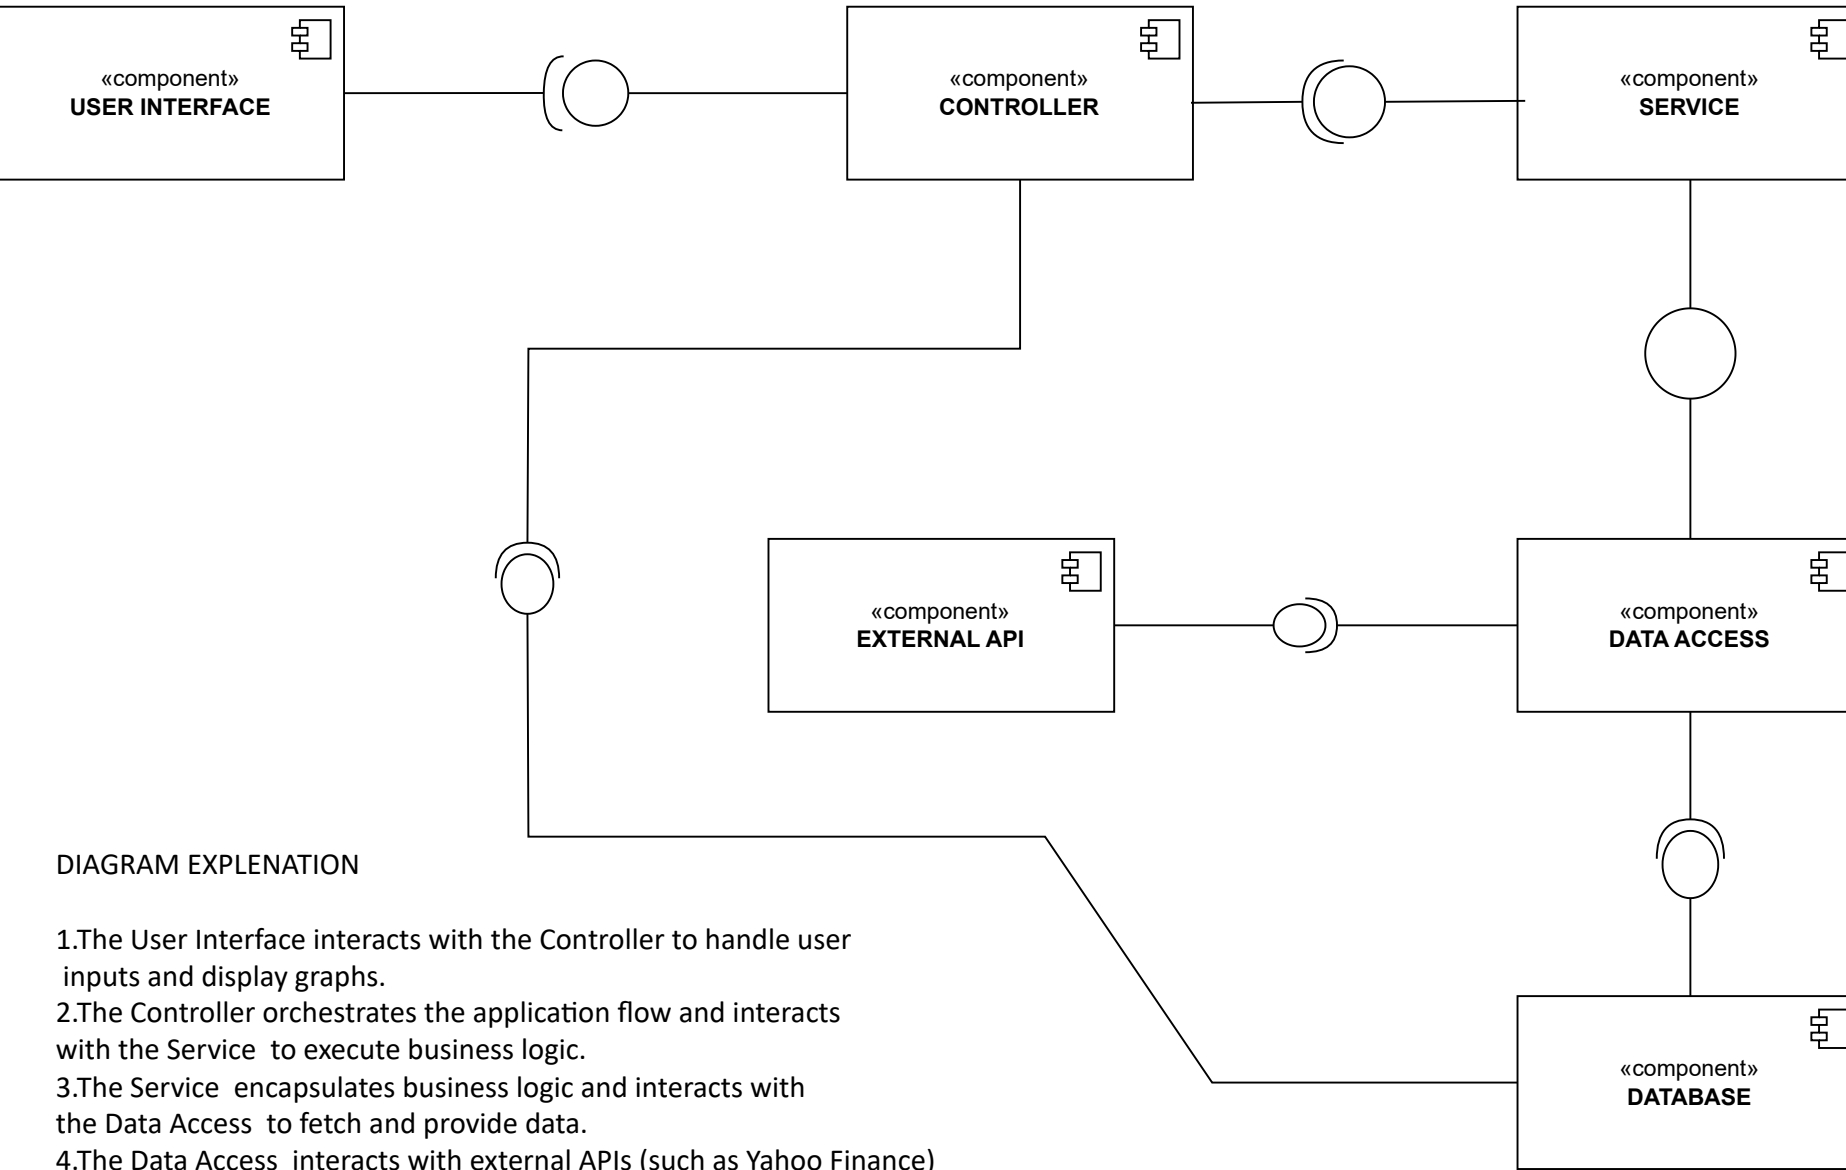 «component»
USER INTERFACE
«component»
CONTROLLER
«component»
SERVICE
«component»
EXTERNAL API
«component»
DATA ACCESS
«component»
DATABASE
DIAGRAM EXPLENATION
1.The User Interface interacts with the Controller to handle user
inputs and display graphs.
2.The Controller orchestrates the application flow and interacts
with the Service  to execute business logic.
3.The Service  encapsulates business logic and interacts with
the Data Access  to fetch and provide data.
4.The Data Access  interacts with external APIs (such as Yahoo Finance)